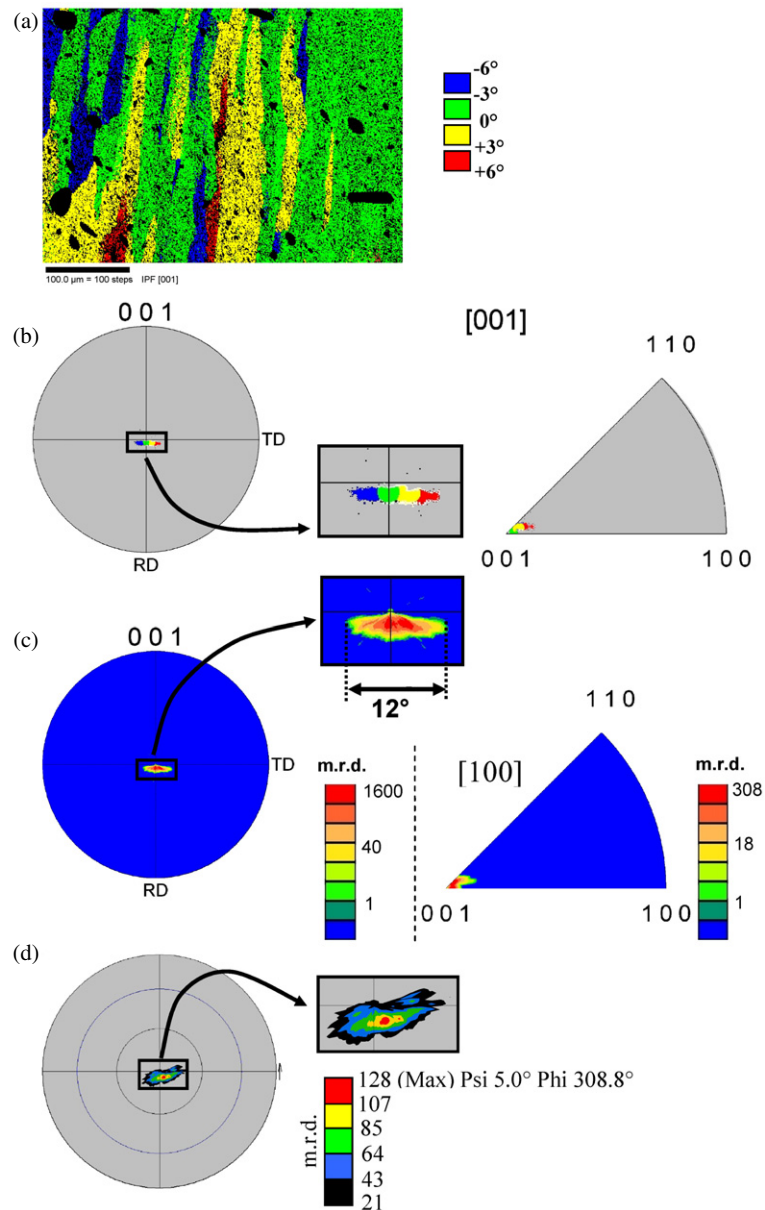 (a)
-6°
-3°
0°
+3°
+6°
100.0 µm = 100 steps IPF [001]
(b)
0 0 1
TD
RD
[001]
1 1 0
0 0 1
1 0 0
(c)
0 0 1
TD
RD
12°
m.r.d.
1600
40
1
[100]
1 1 0
0 0 1
1 0 0
m.r.d.
308
18
1
(d)
m.r.d.
128 (Max) Psi 5.0° Phi 308.8°
107
85
64
43
21